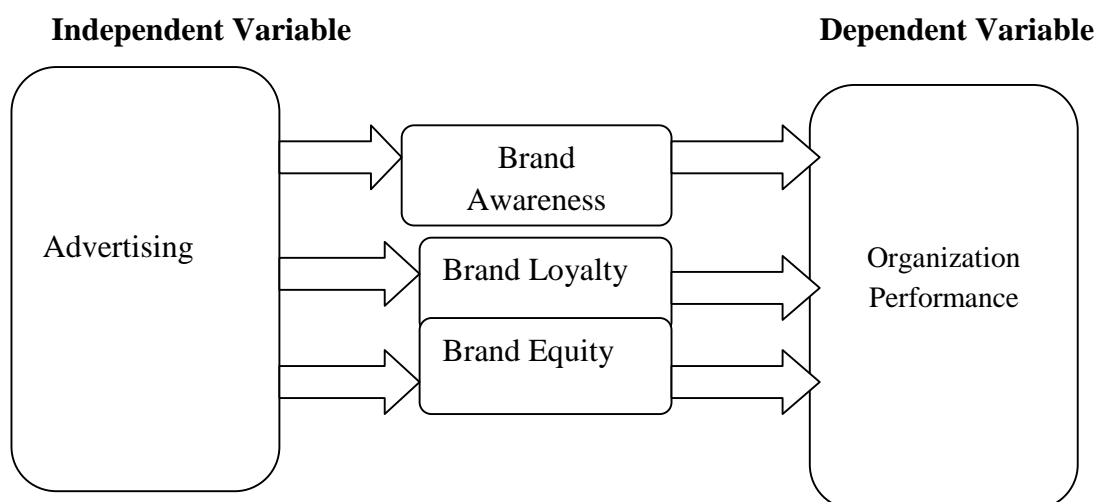 Independent Variable
Dependent Variable
Brand
Awareness
Advertising
Brand Loyalty
Organization
Performance
Brand Equity